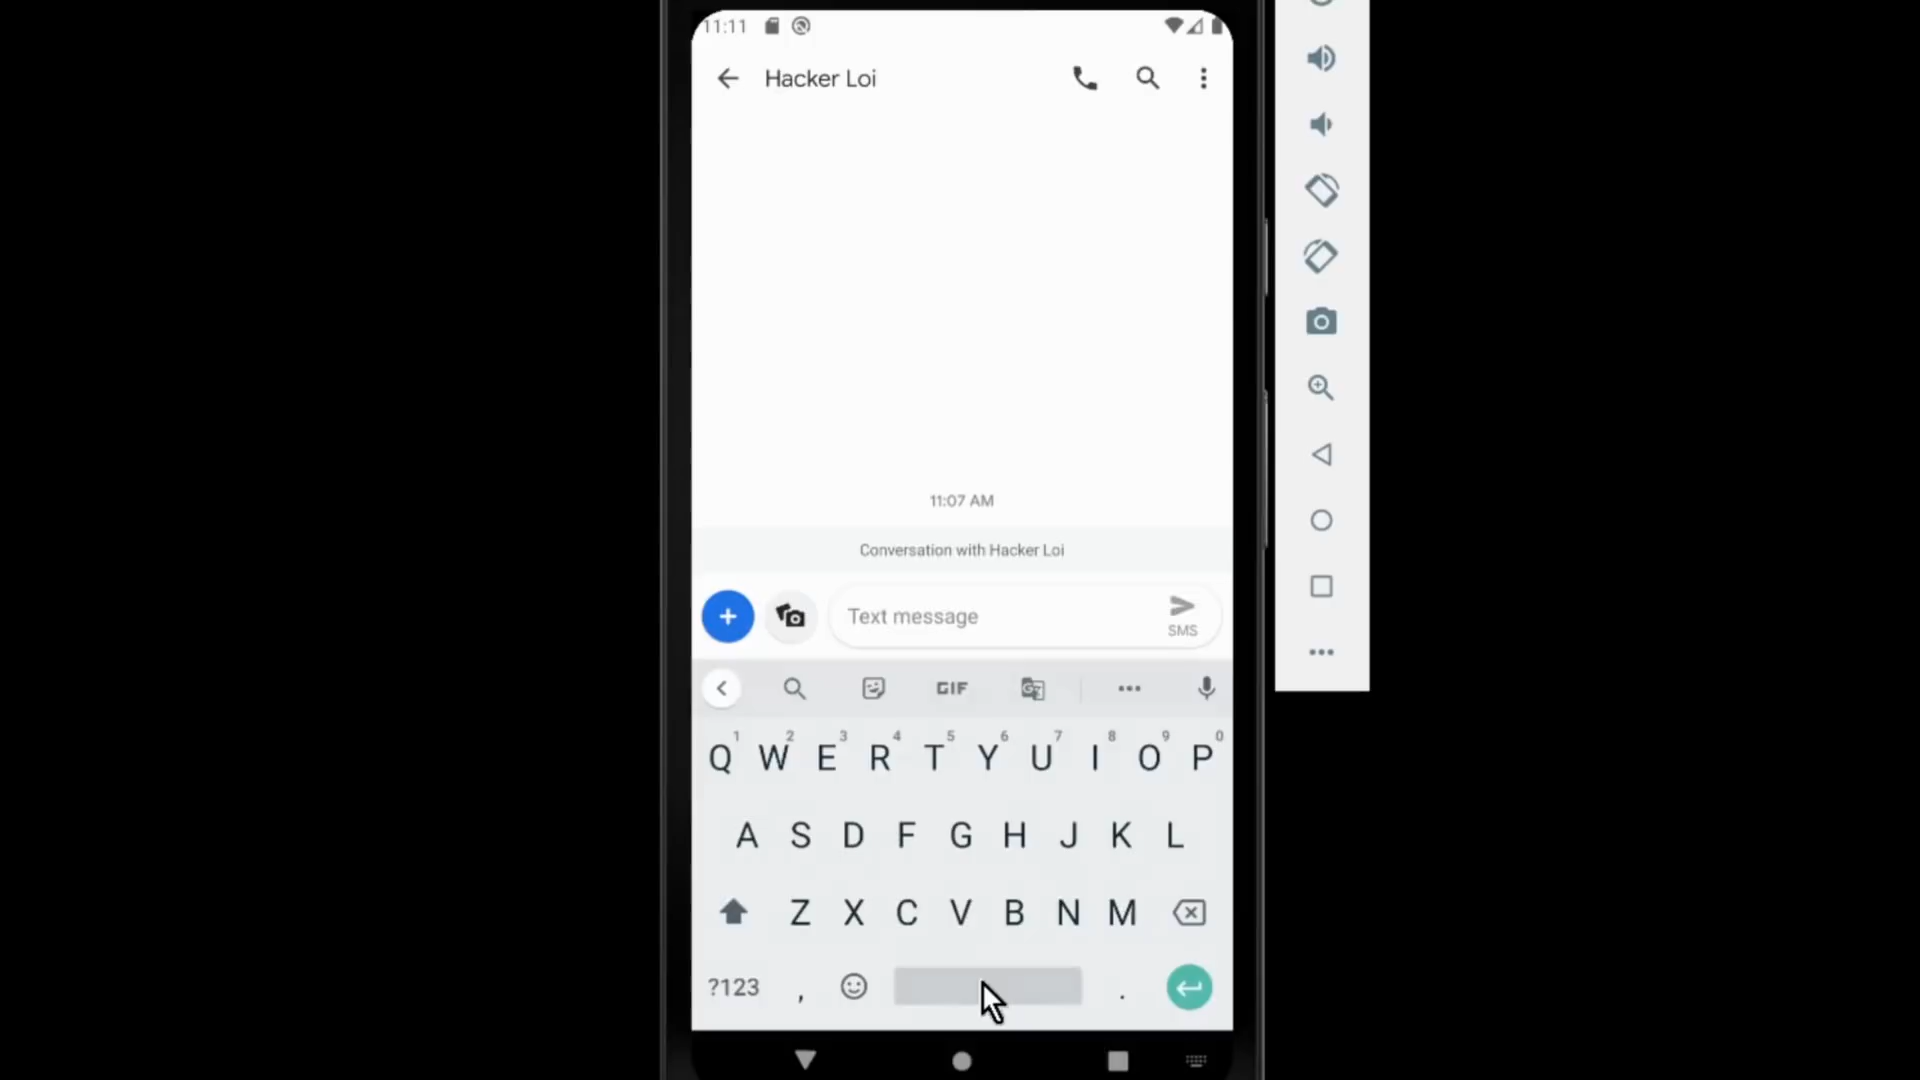 11:11
Hacker Loi
11:07 AM
Conversation with Hacker Loi
Text message
SMS
GIF
1 2 3 4 5 6 7 8 9 0
Q W E R T Y U I O P
A S D F G H J K L
Z X C V B N M
?123 , .